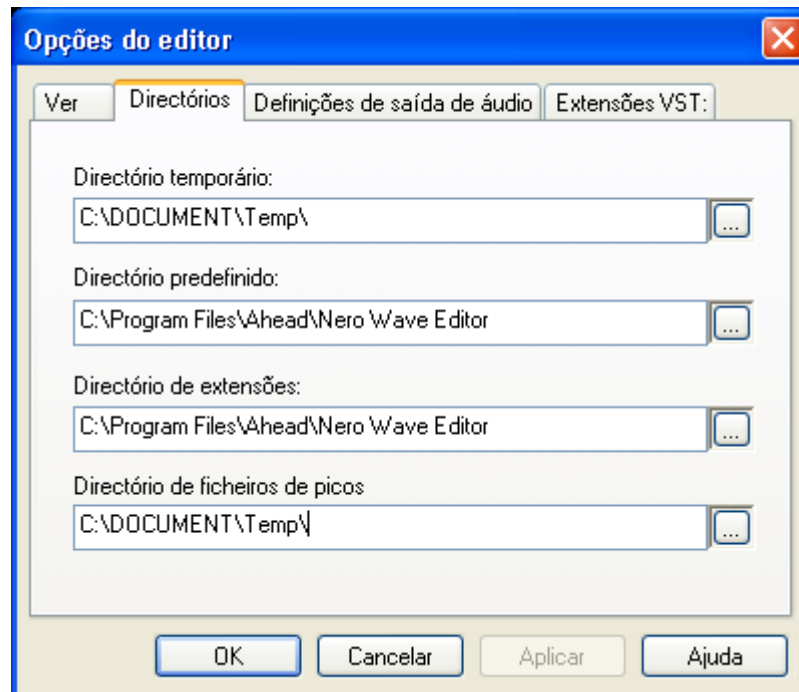 Opções do editor
Ver Directórios Definições de saída de áudio Extensões VST:
Directório temporário:
C:\DOCUMENT\Temp\
...
Directório predefinido:
C:\Program Files\Ahead\Nero Wave Editor
...
Directório de extensões:
C:\Program Files\Ahead\Nero Wave Editor
...
Directório de ficheiros de picos
C:\DOCUMENT\Temp\
...
OK Cancelar Aplicar Ajuda